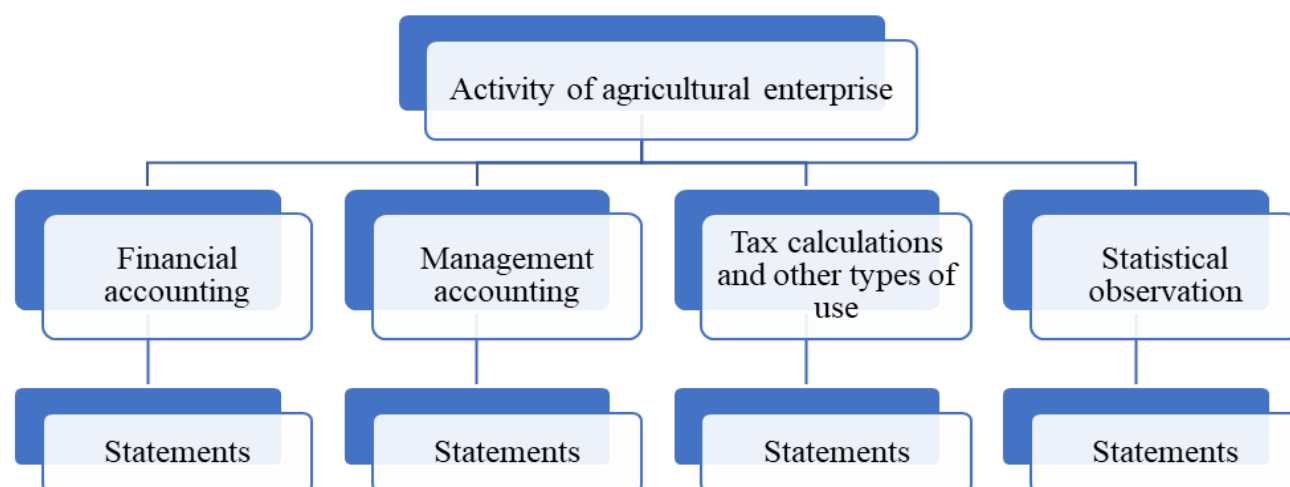 Activity of agricultural enterprise
Financial
accounting
Management
accounting
Tax calculations
and other types of
use
Statistical
observation
Statements
Statements
Statements
Statements